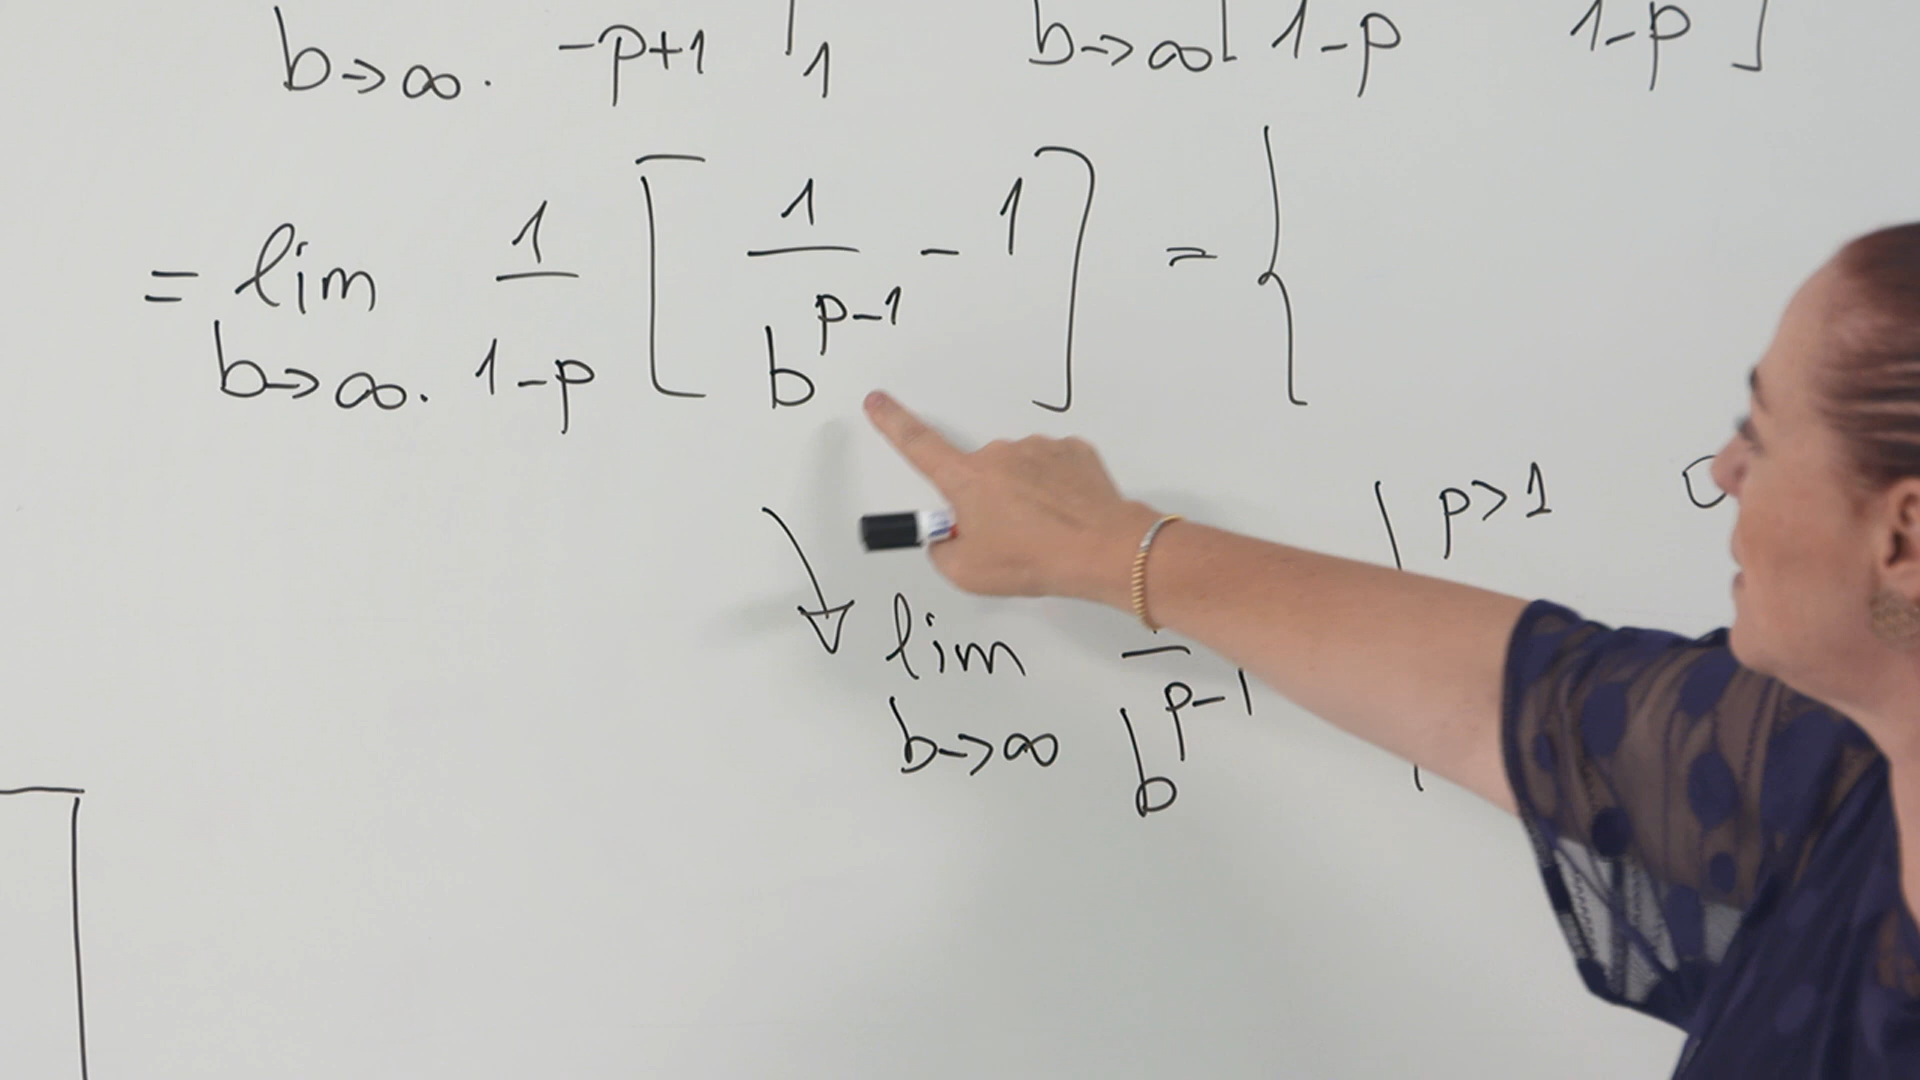 b→∞. -p+1 |₁ b→∞ [ 1-p 1-p ]
= lim 1/(1-p) [ 1/b^(p-1) - 1 ] = {
b→∞.
p>1
lim —/b^(p-1)
b→∞